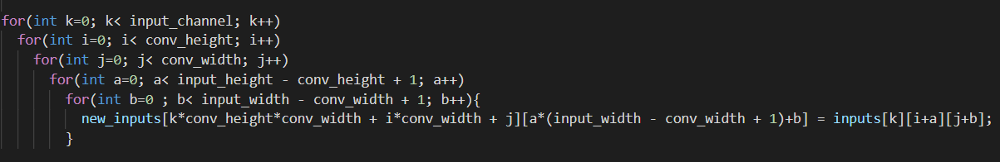 for(int k=0; k< input_channel; k++)
for(int i=0; i< conv_height; i++)
for(int j=0; j< conv_width; j++)
for(int a=0; a< input_height - conv_height + 1; a++)
for(int b=0 ; b< input_width - conv_width + 1; b++){
new_inputs[k*conv_height*conv_width + i*conv_width + j][a*(input_width - conv_width + 1)+b] = inputs[k][i+a][j+b];
}